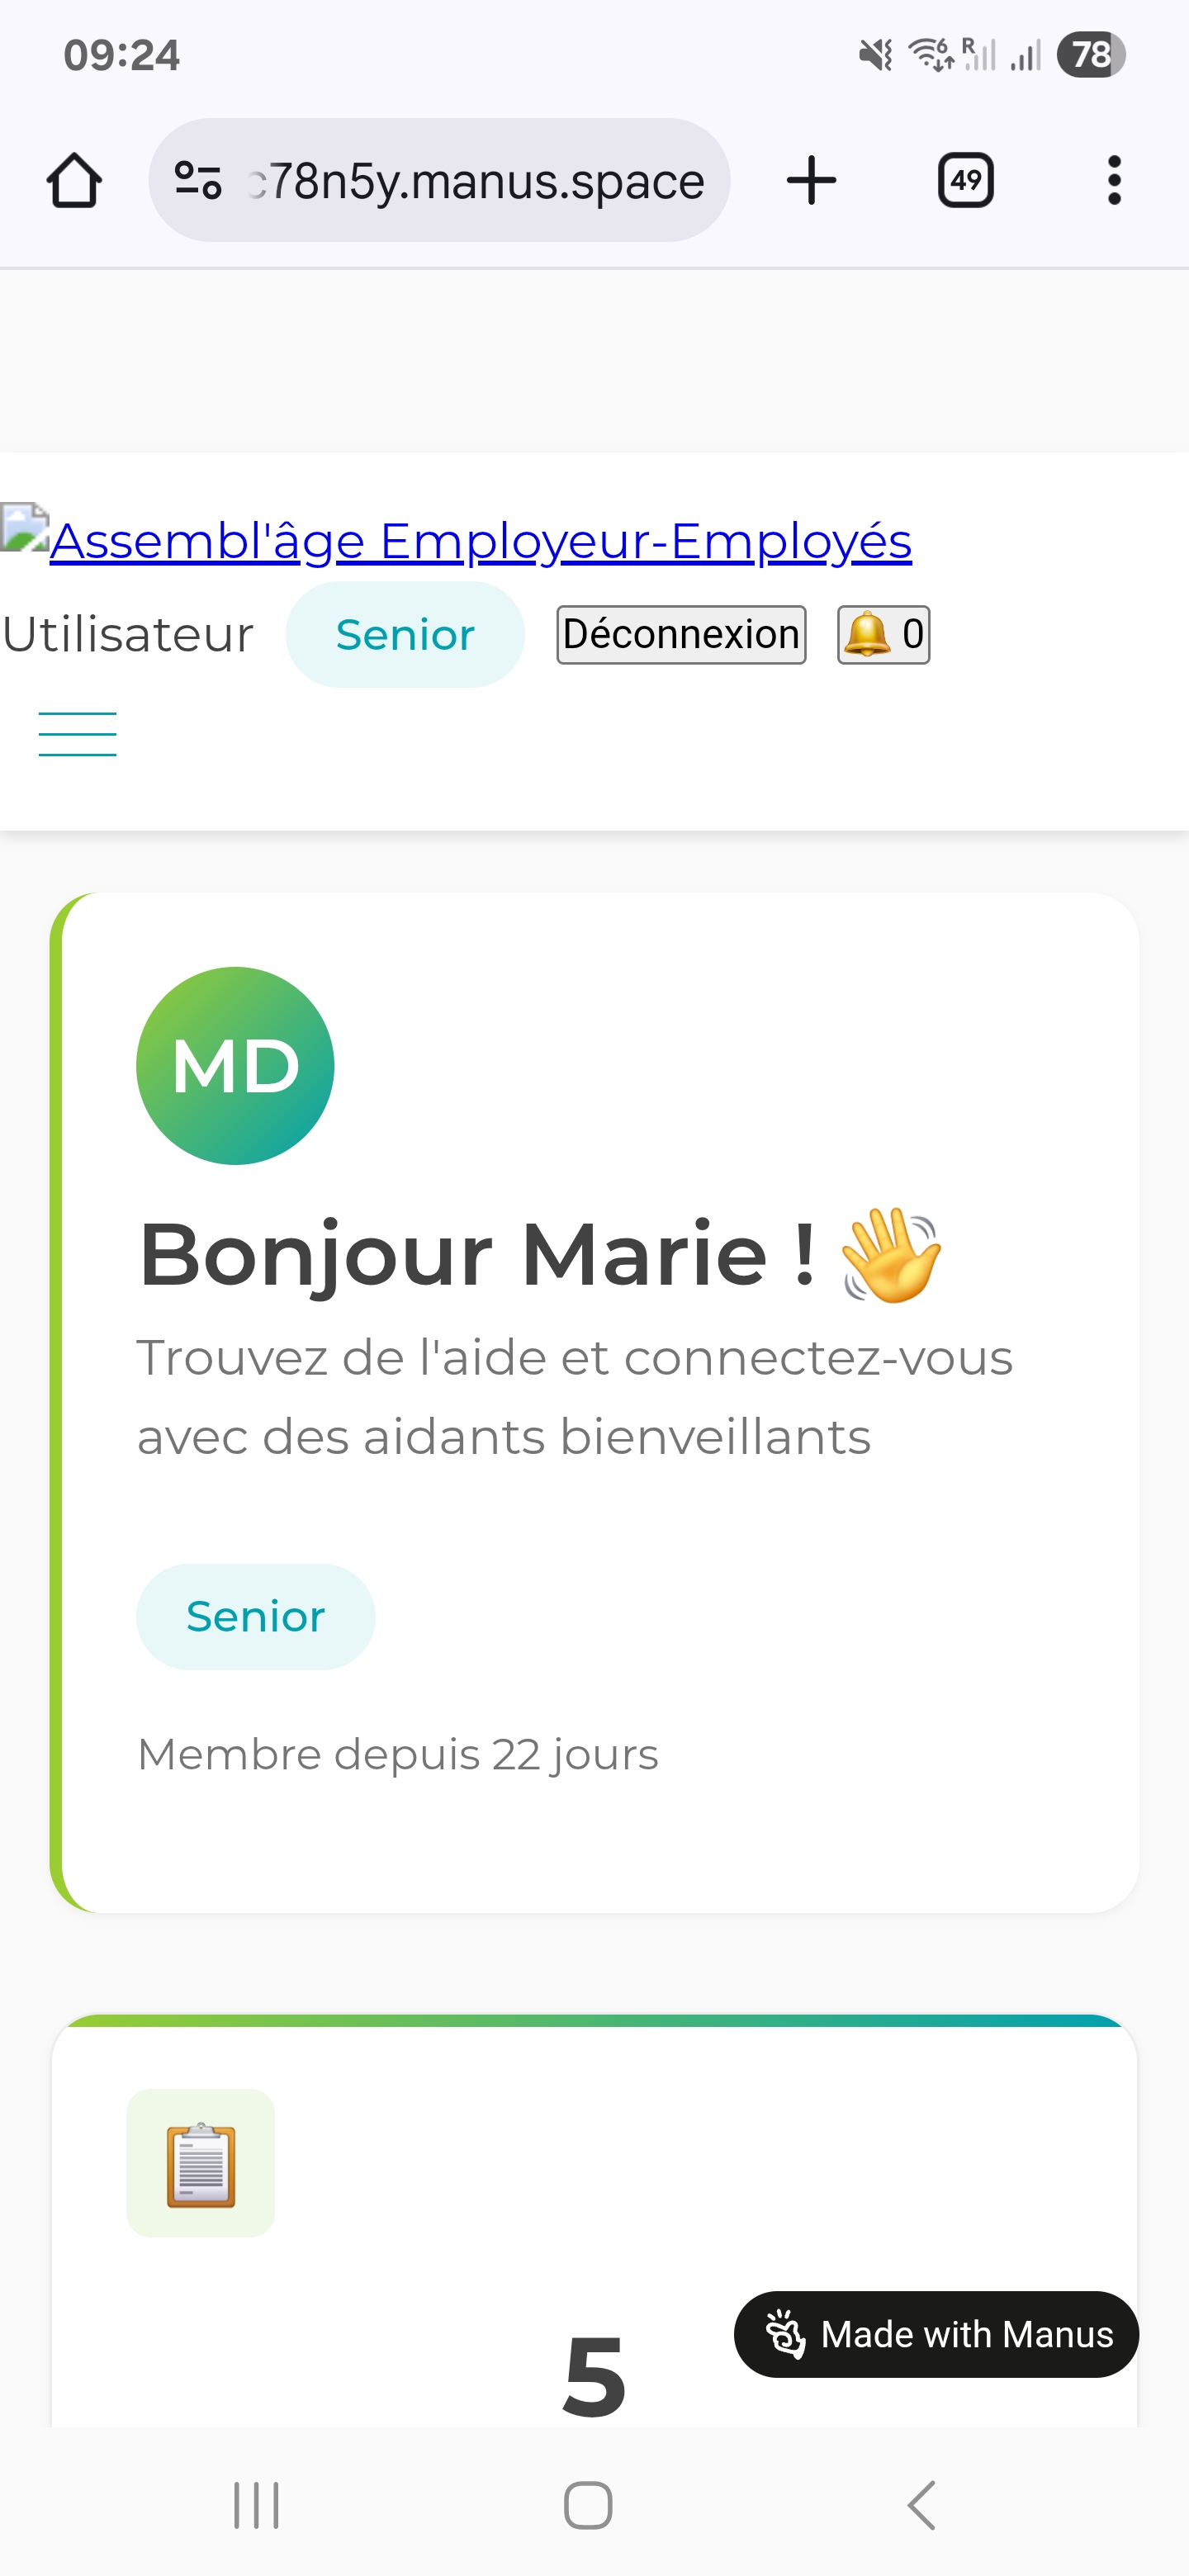 09:24
R
6
78
c78n5y.manus.space
49
Assembl'âge Employeur-Employés
Utilisateur Senior Déconnexion 🔔 0
MD
Bonjour Marie ! 👋
Trouvez de l'aide et connectez-vous
avec des aidants bienveillants
Senior
Membre depuis 22 jours
5
Made with Manus